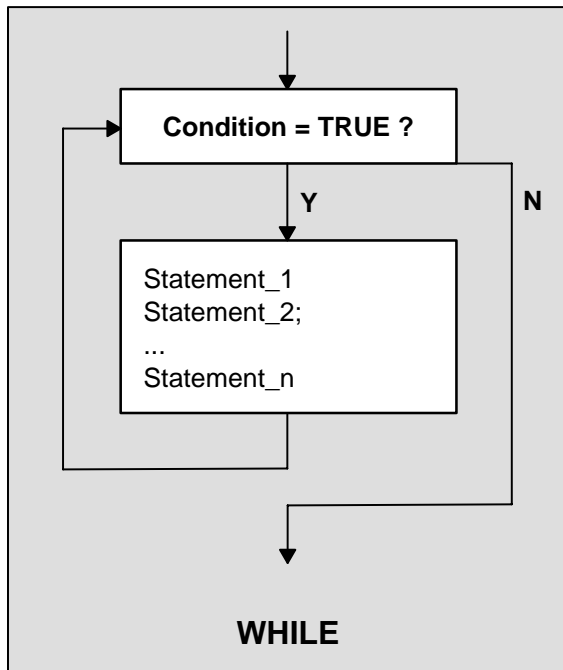 Condition = TRUE ?
Y
N
Statement_1
Statement_2;
...
Statement_n
WHILE